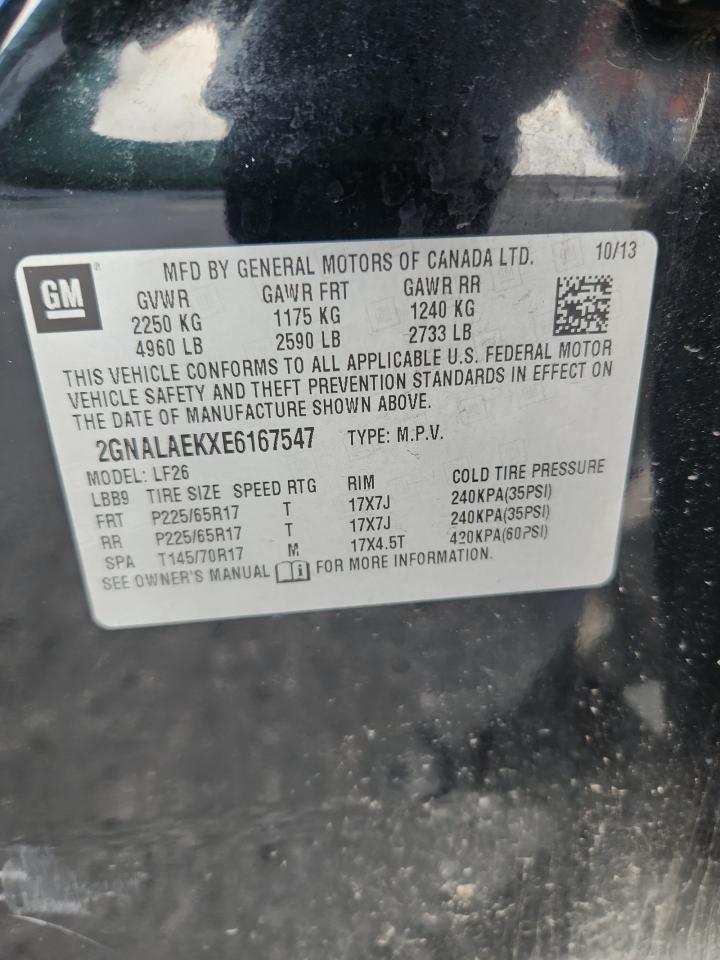 GM
MFD BY GENERAL MOTORS OF CANADA LTD. 10/13
GVWR GAWR FRT GAWR RR
2250 KG 1175 KG 1240 KG
4960 LB 2590 LB 2733 LB
THIS VEHICLE CONFORMS TO ALL APPLICABLE U.S. FEDERAL MOTOR
VEHICLE SAFETY AND THEFT PREVENTION STANDARDS IN EFFECT ON
THE DATE OF MANUFACTURE SHOWN ABOVE.
2GNALAEKXE6167547 TYPE: M.P.V.
MODEL: LF26
LBB9 TIRE SIZE SPEED RTG RIM COLD TIRE PRESSURE
FRT P225/65R17 T 17X7J 240KPA(35PSI)
RR P225/65R17 T 17X7J 240KPA(35PSI)
SPA T145/70R17 M 17X4.5T 420KPA(60PSI)
SEE OWNER'S MANUAL FOR MORE INFORMATION.